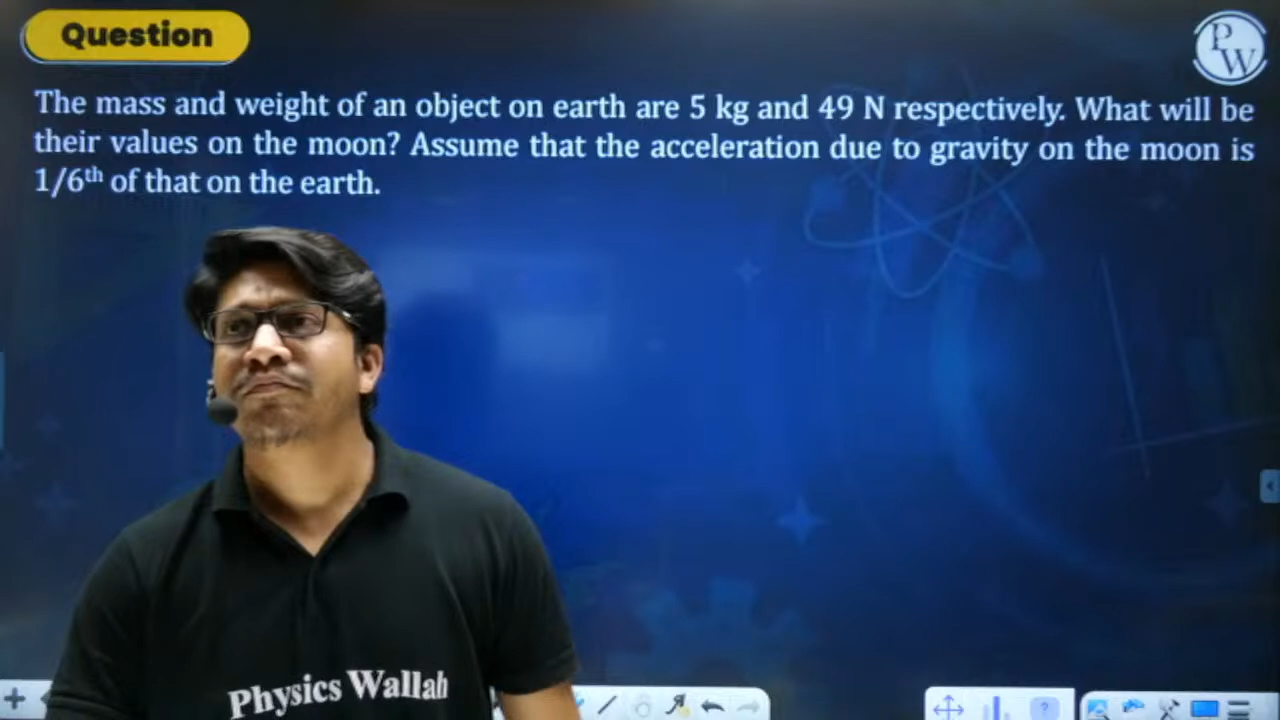 Question
PW
The mass and weight of an object on earth are 5 kg and 49 N respectively. What will be
their values on the moon? Assume that the acceleration due to gravity on the moon is
1/6th of that on the earth.
Physics Wallah